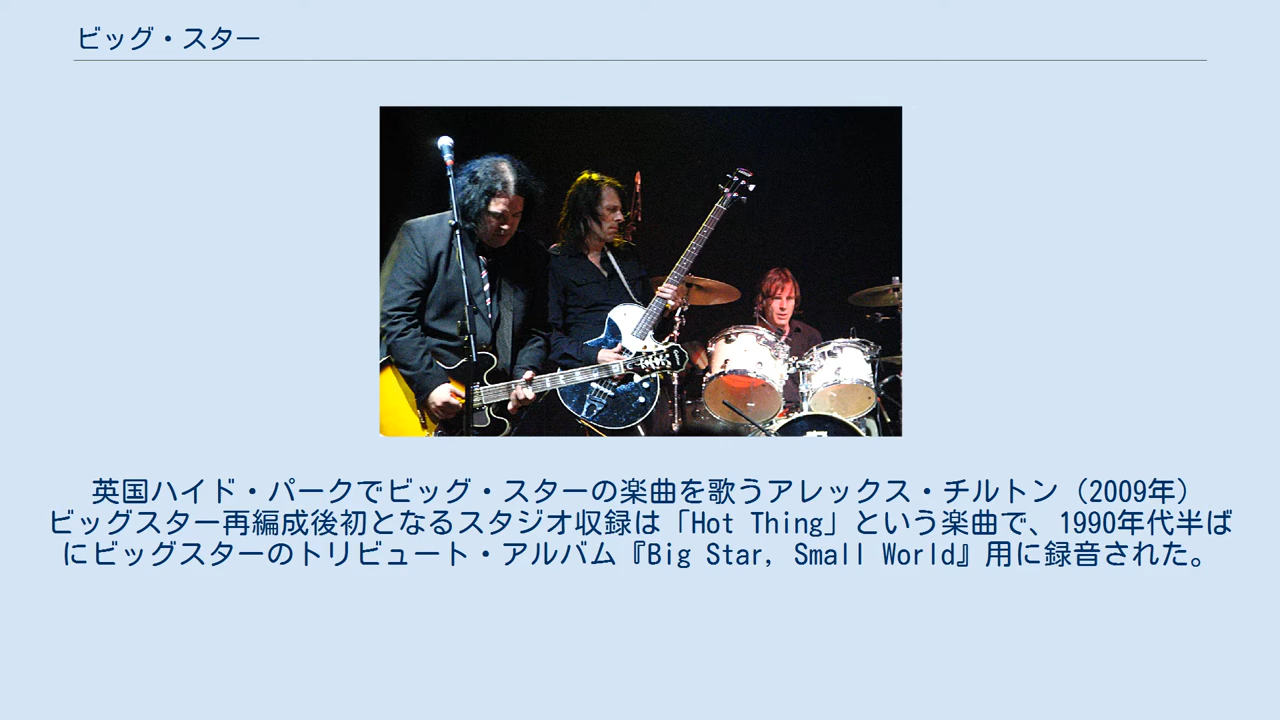 ビッグ・スター
英国ハイド・パークでビッグ・スターの楽曲を歌うアレックス・チルトン（2009年）
ビッグスター再編成後初となるスタジオ収録は「Hot Thing」という楽曲で、1990年代半ば
にビッグスターのトリビュート・アルバム『Big Star, Small World』用に録音された。